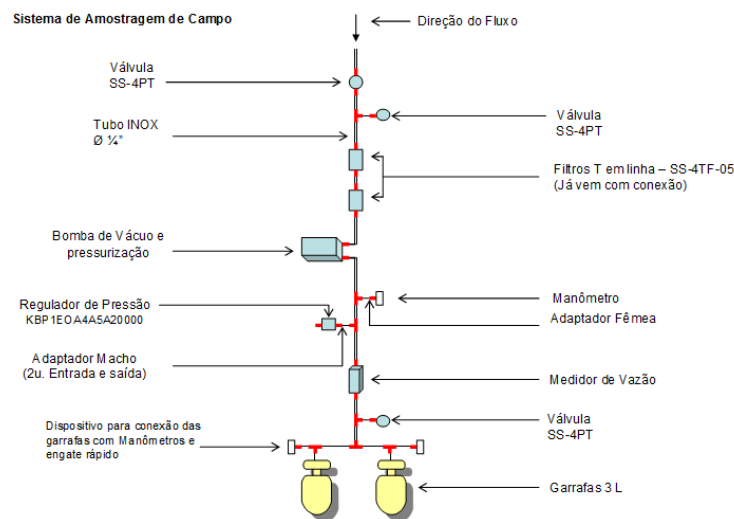 Sistema de Amostragem de Campo
Direção do Fluxo
Válvula
SS-4PT
Válvula
SS-4PT
Tubo INOX
Ø ¼"
Filtros T em linha – SS-4TF-05
(Já vem com conexão)
Bomba de Vácuo e
pressurização
Regulador de Pressão
KBP1EOA4A5A20000
Manômetro
Adaptador Fêmea
Adaptador Macho
(2u. Entrada e saída)
Medidor de Vazão
Válvula
SS-4PT
Dispositivo para conexão das
garrafas com Manômetros e
engate rápido
Garrafas 3 L